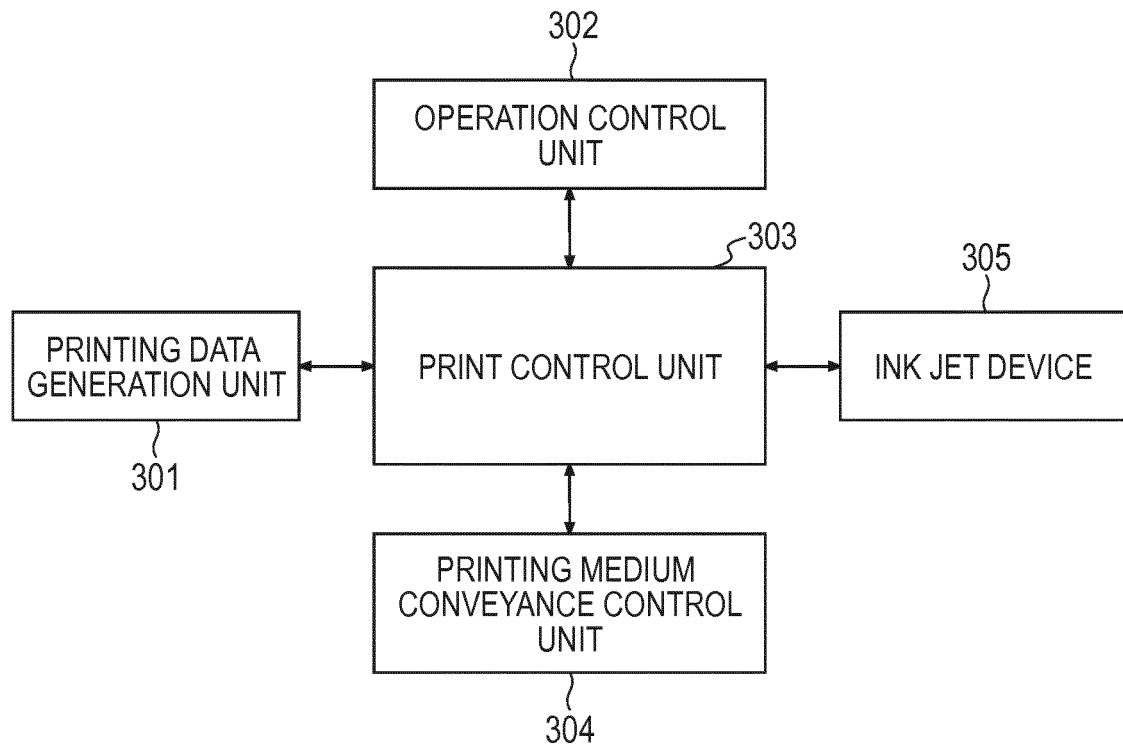 302
OPERATION CONTROL
UNIT
303
305
PRINTING DATA
GENERATION UNIT
PRINT CONTROL UNIT
INK JET DEVICE
301
PRINTING MEDIUM
CONVEYANCE CONTROL
UNIT
304